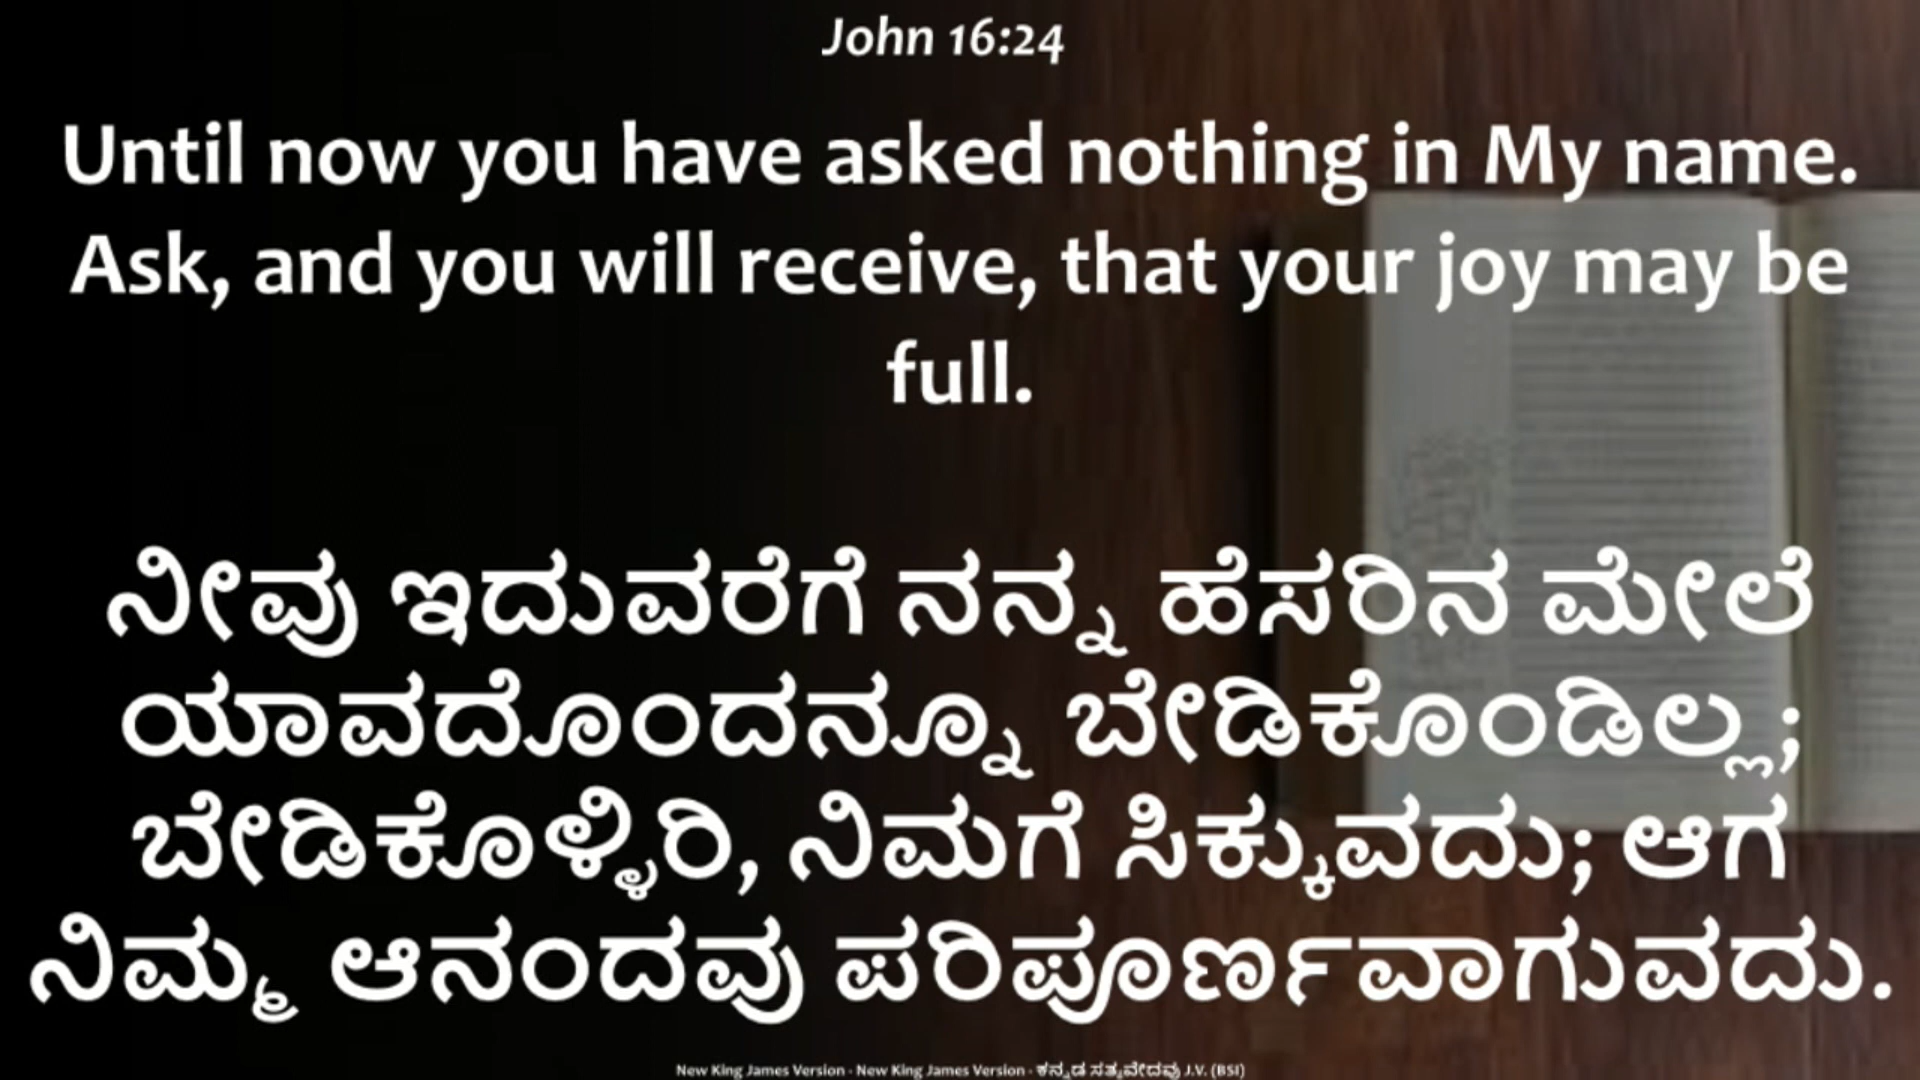 John 16:24
Until now you have asked nothing in My name.
Ask, and you will receive, that your joy may be
full.
ನೀವು ಇದುವರೆಗೆ ನನ್ನ ಹೆಸರಿನ ಮೇಲೆ
ಯಾವದೊಂದನ್ನೂ ಬೇಡಿಕೊಂಡಿಲ್ಲ;
ಬೇಡಿಕೊಳ್ಳಿರಿ, ನಿಮಗೆ ಸಿಕ್ಕುವದು; ಆಗ
ನಿಮ್ಮ ಆನಂದವು ಪರಿಪೂರ್ಣವಾಗುವದು.
New King James Version - New King James Version - ಕನ್ನಡ ಸತ್ಯವೇದವು J.V. (BSI)